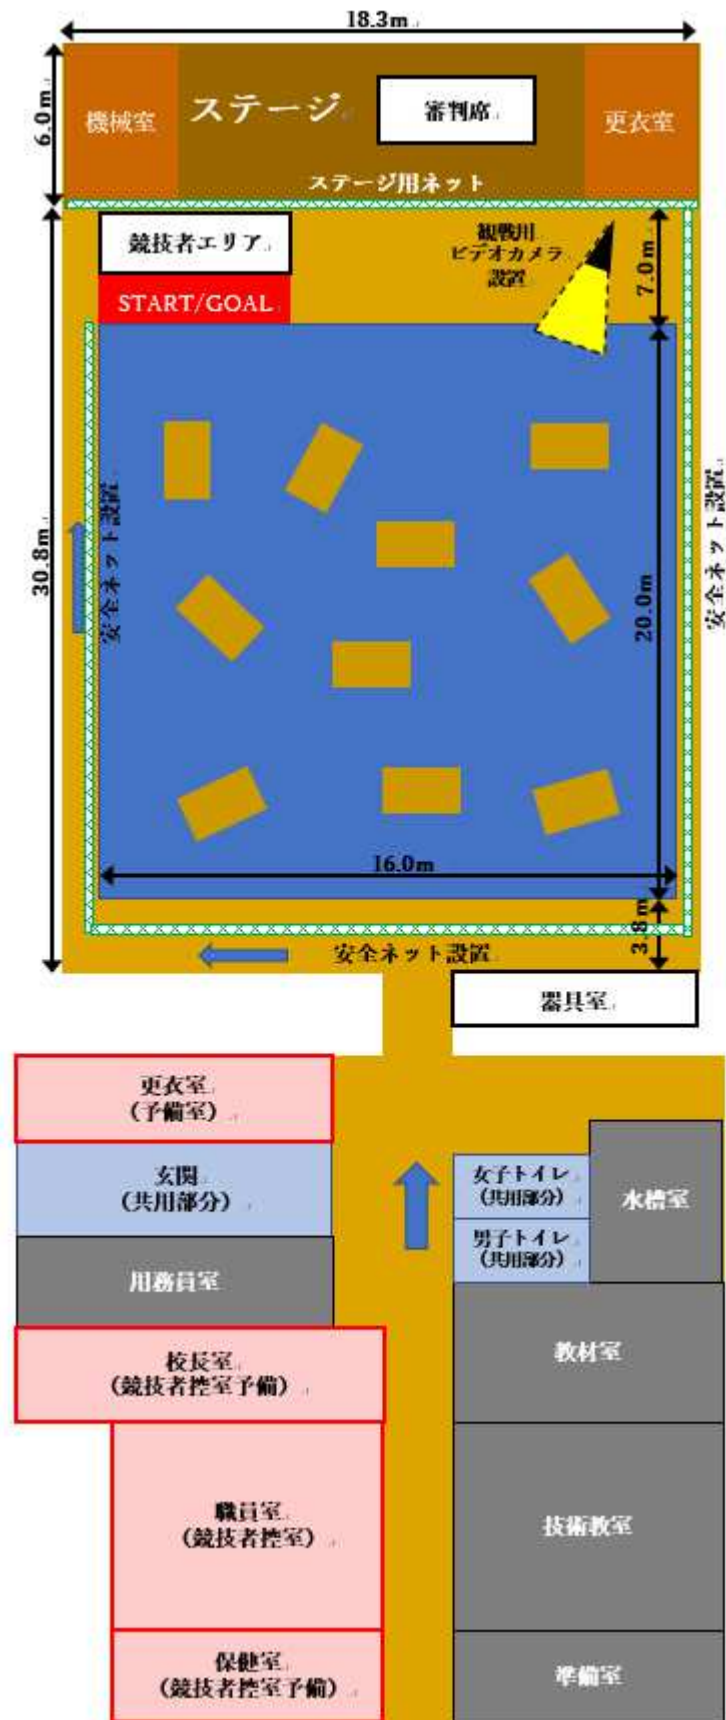 18.3m
6.0m
機械室
ステージ
審判席
更衣室
ステージ用ネット
競技者エリア
START/GOAL
観戦用
ビデオカメラ
設置
7.0m
30.8m
安全ネット設置
20.0m
安全ネット設置
16.0m
3.8m
安全ネット設置
器具室
更衣室
（予備室）
玄関
（共用部分）
女子トイレ
（共用部分）
水槽室
男子トイレ
（共用部分）
用務員室
校長室
（競技者控室予備）
教材室
職員室
（競技者控室）
技術教室
保健室
（競技者控室予備）
準備室